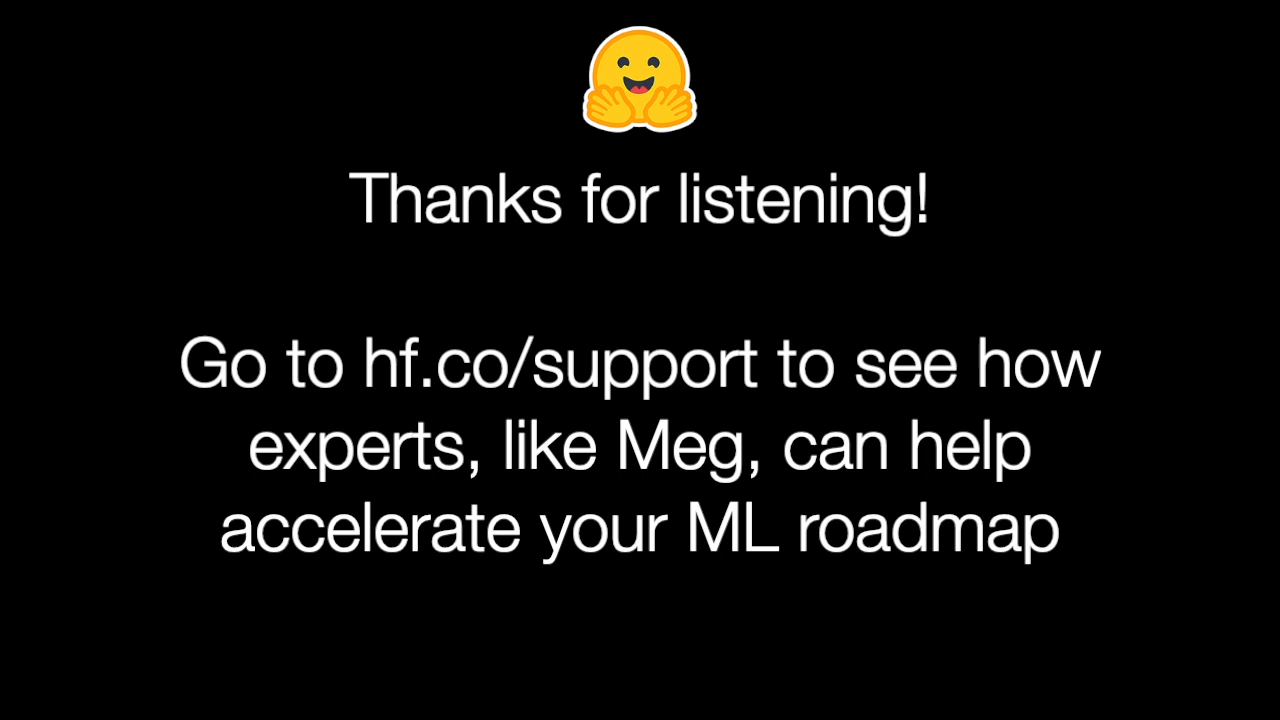 Thanks for listening!
Go to hf.co/support to see how
experts, like Meg, can help
accelerate your ML roadmap